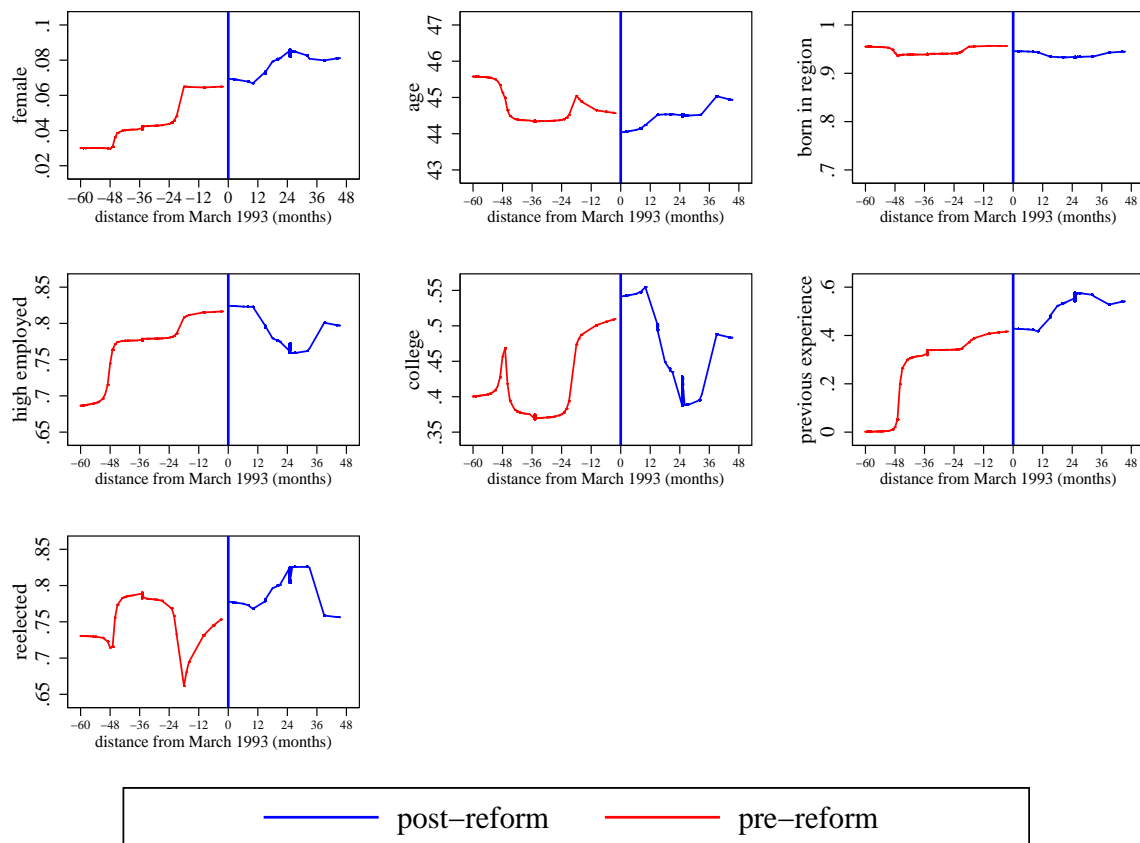 female
.02 .04 .06 .08 .1
−60 −48 −36 −24 −12 0 12 24 36 48
distance from March 1993 (months)
age
43 44 45 46 47
−60 −48 −36 −24 −12 0 12 24 36 48
distance from March 1993 (months)
born in region
.7 .8 .9 1
−60 −48 −36 −24 −12 0 12 24 36 48
distance from March 1993 (months)
high employed
.65 .7 .75 .8 .85
−60 −48 −36 −24 −12 0 12 24 36 48
distance from March 1993 (months)
college
.35 .4 .45 .5 .55
−60 −48 −36 −24 −12 0 12 24 36 48
distance from March 1993 (months)
previous experience
0 .2 .4 .6
−60 −48 −36 −24 −12 0 12 24 36 48
distance from March 1993 (months)
reelected
.65 .7 .75 .8 .85
−60 −48 −36 −24 −12 0 12 24 36 48
distance from March 1993 (months)
post−reform pre−reform